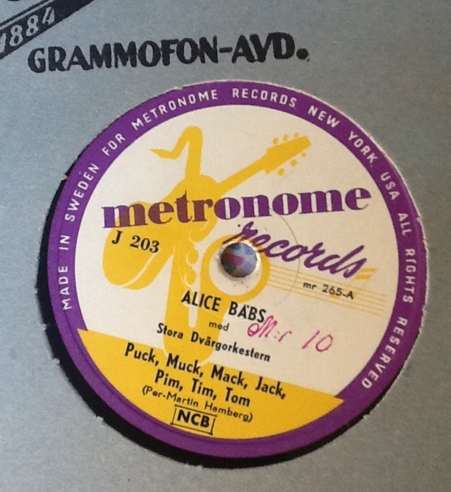 1884
GRAMMOFON-AVD.
MADE IN SWEDEN FOR METRONOME RECORDS NEW YORK. USA ALL RIGHTS RESERVED
metronome
records
J 203
mr 265-A
ALICE BABS
med
Stora Dvärgorkestern
M:r 10
Puck, Muck, Mack, Jack,
Pim, Tim, Tom
(Per-Martin Hamberg)
NCB